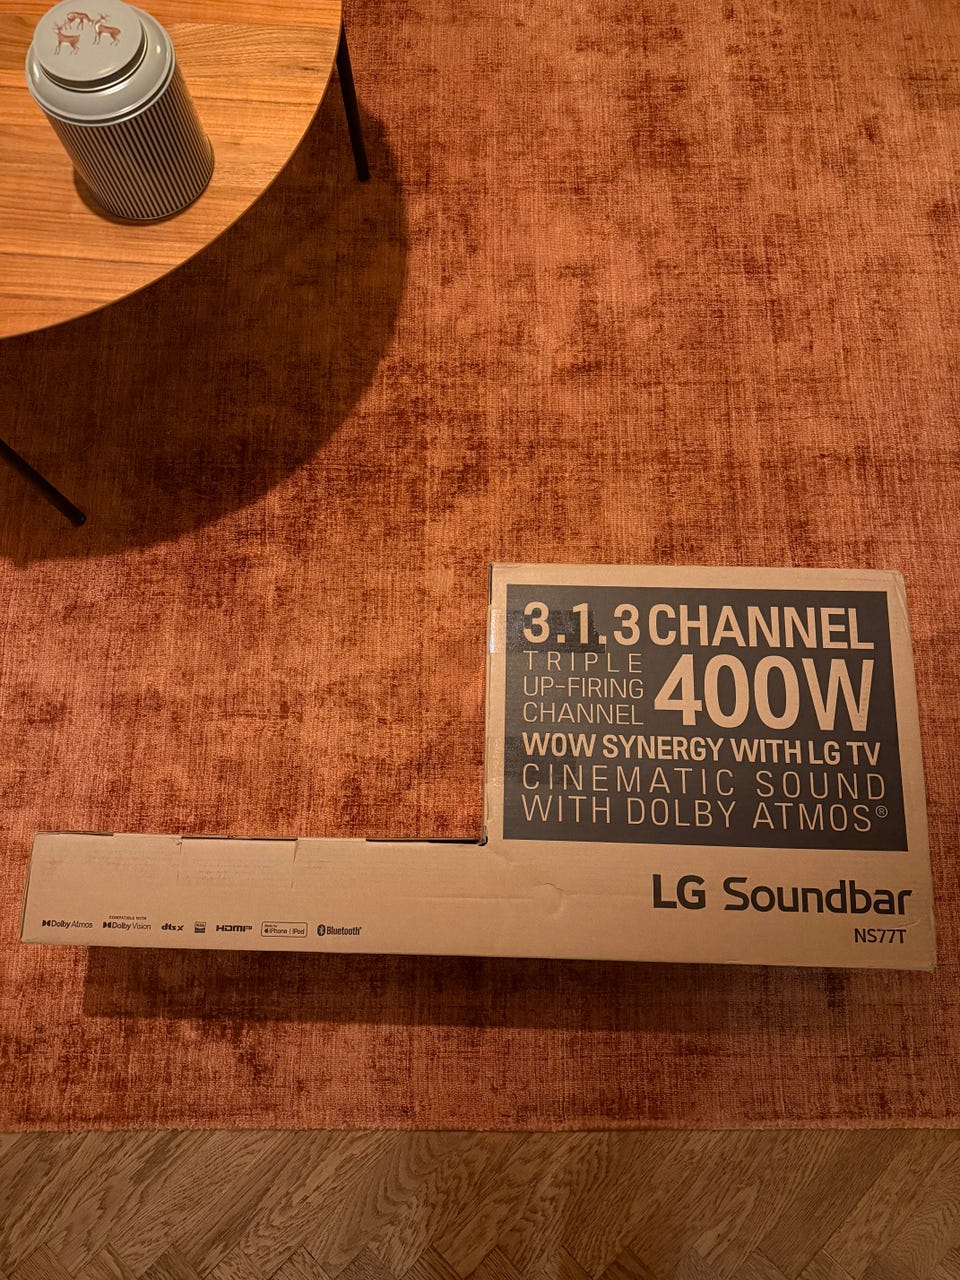 3.1.3 CHANNEL
TRIPLE
UP-FIRING
CHANNEL
400W
WOW SYNERGY WITH LG TV
CINEMATIC SOUND
WITH DOLBY ATMOS®
LG Soundbar
NS77T
Dolby Atmos
COMPATIBLE WITH
Dolby Vision
dts X
HDMI™
iPhone | iPod
Bluetooth®